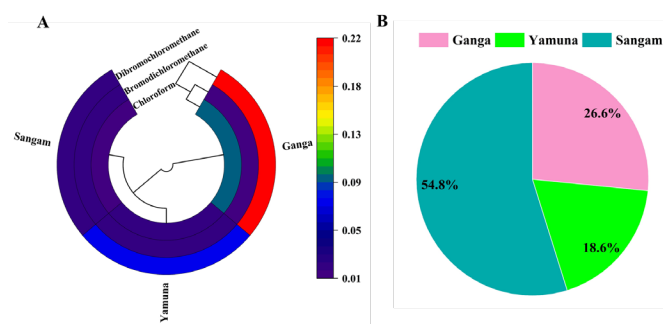 A
Dibromochloromethane
Bromodichloromethane
Chloroform
Sangam
Ganga
Yamuna
0.22
0.18
0.13
0.09
0.05
0.01
B
Ganga Yamuna Sangam
26.6%
54.8%
18.6%